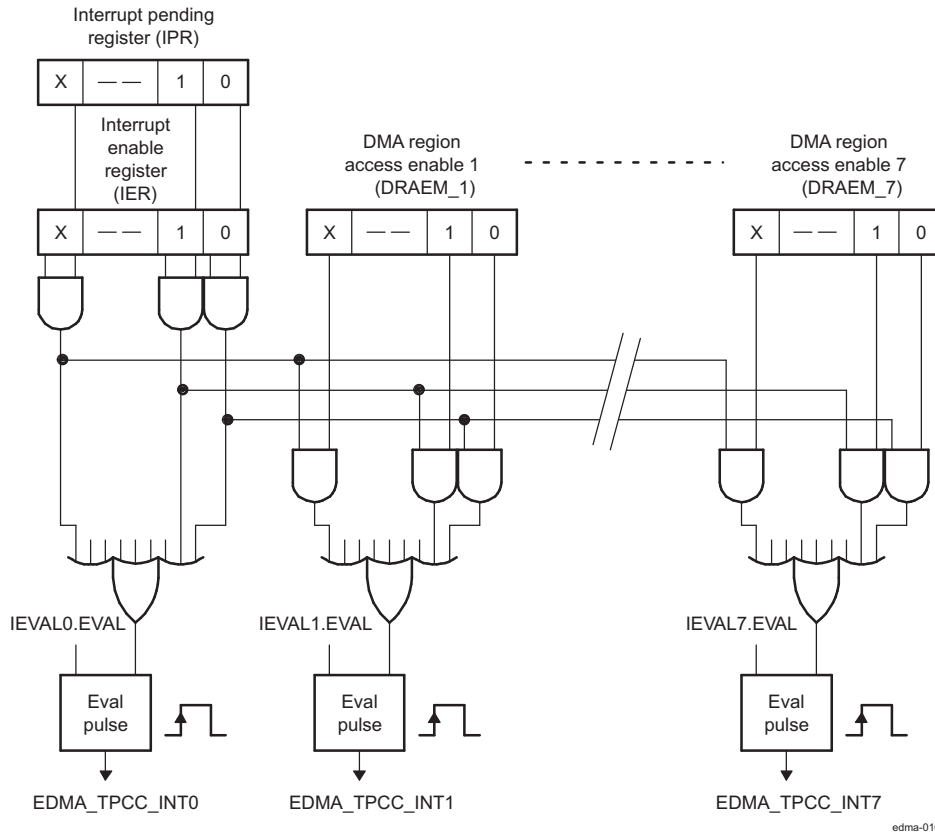 Interrupt pending
register (IPR)
X — — 1 0
Interrupt
enable
register
(IER)
X — — 1 0
DMA region
access enable 1
(DRAEM_1)
X — — 1 0
DMA region
access enable 7
(DRAEM_7)
X — — 1 0
IEVAL0.EVAL
IEVAL1.EVAL
IEVAL7.EVAL
Eval
pulse
Eval
pulse
Eval
pulse
EDMA_TPCC_INT0
EDMA_TPCC_INT1
EDMA_TPCC_INT7